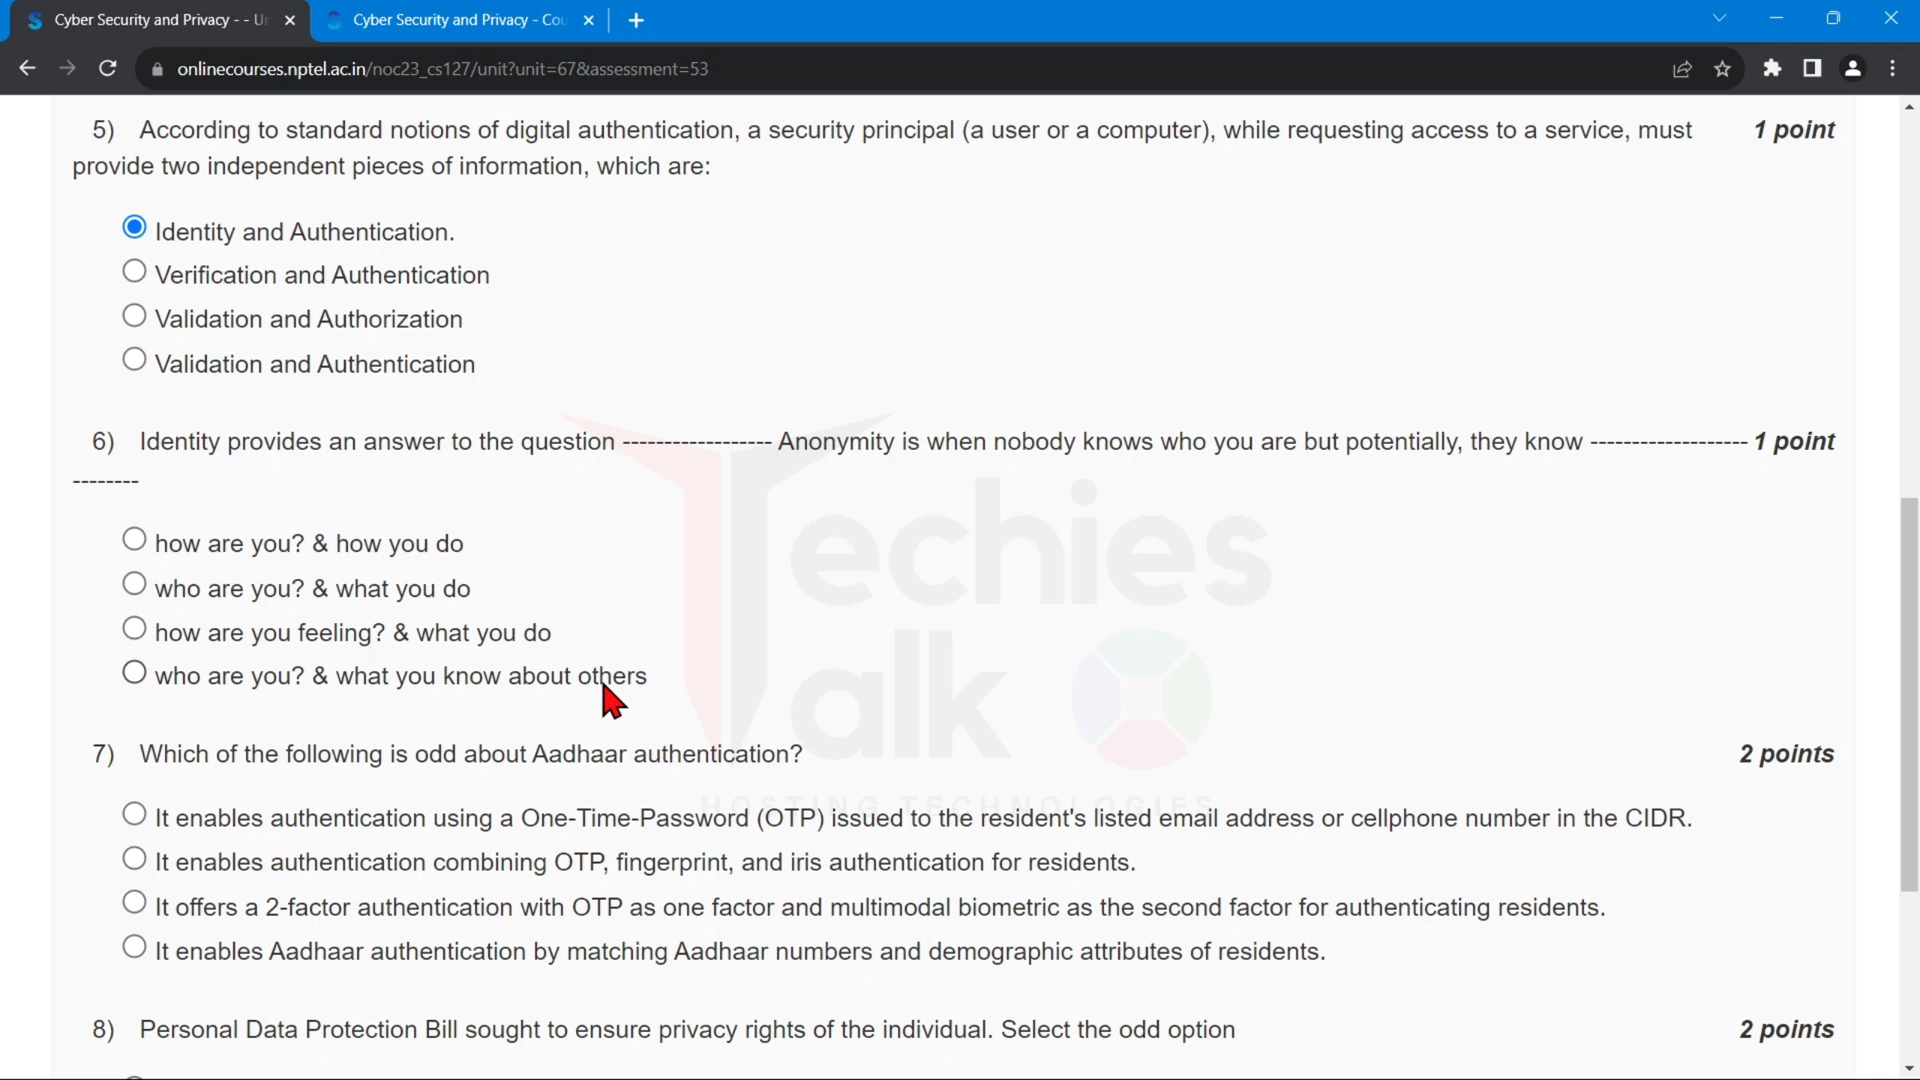 Cyber Security and Privacy - - U
Cyber Security and Privacy - Cou
onlinecourses.nptel.ac.in/noc23_cs127/unit?unit=67&assessment=53
5) According to standard notions of digital authentication, a security principal (a user or a computer), while requesting access to a service, must 1 point
provide two independent pieces of information, which are:
Identity and Authentication.
Verification and Authentication
Validation and Authorization
Validation and Authentication
6) Identity provides an answer to the question ------------------ Anonymity is when nobody knows who you are but potentially, they know ------------------- 1 point
--------
how are you? & how you do
who are you? & what you do
how are you feeling? & what you do
who are you? & what you know about others
Techies
Talk
HOSTING TECHNOLOGIES
7) Which of the following is odd about Aadhaar authentication? 2 points
It enables authentication using a One-Time-Password (OTP) issued to the resident's listed email address or cellphone number in the CIDR.
It enables authentication combining OTP, fingerprint, and iris authentication for residents.
It offers a 2-factor authentication with OTP as one factor and multimodal biometric as the second factor for authenticating residents.
It enables Aadhaar authentication by matching Aadhaar numbers and demographic attributes of residents.
8) Personal Data Protection Bill sought to ensure privacy rights of the individual. Select the odd option 2 points